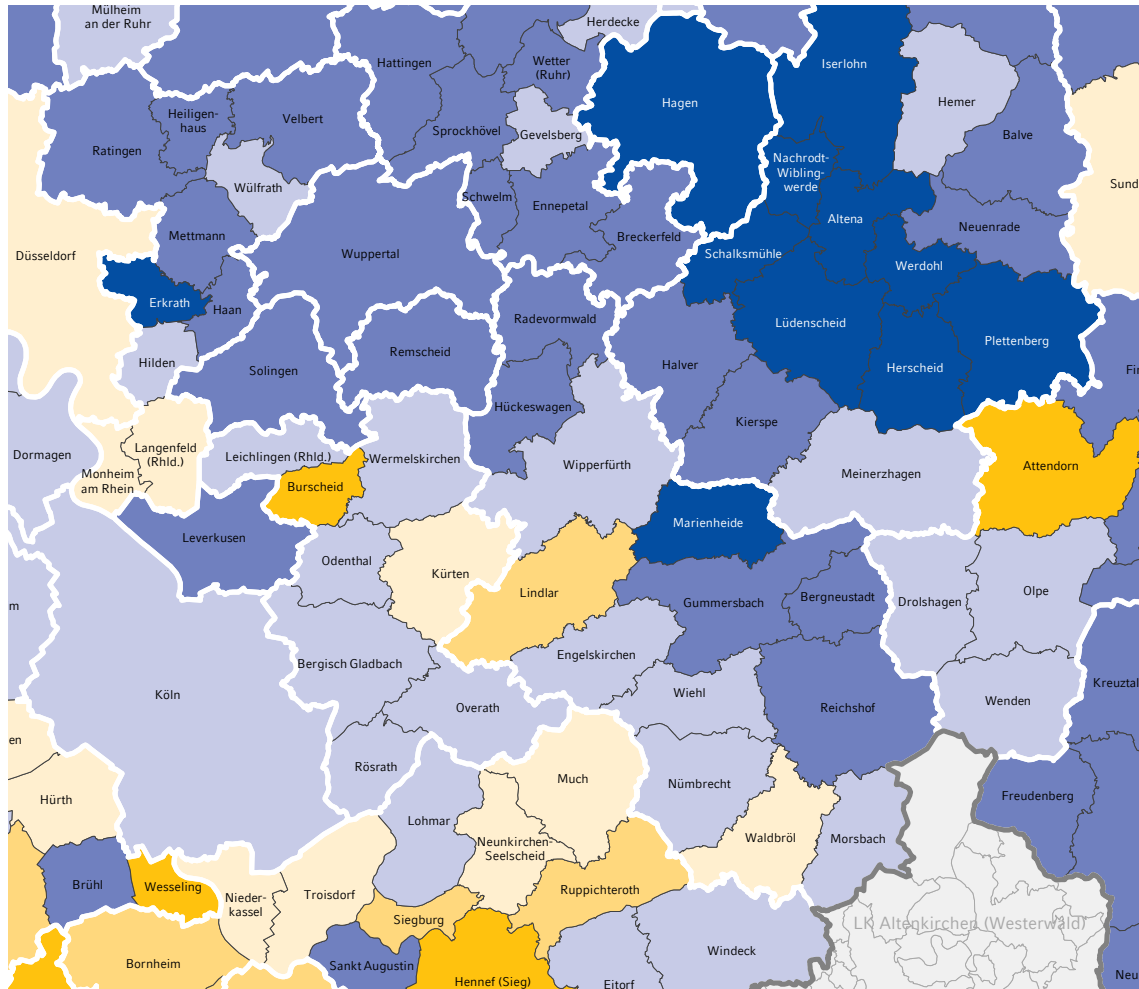 Mülheim
an der Ruhr
Herdecke
Hattingen
Wetter
(Ruhr)
Iserlohn
Hagen
Hemer
Heiligen-
haus
Velbert
Sprockhövel
Gevelsberg
Balve
Ratingen
Nachrodt-
Wibling-
werde
Wülfrath
Sund
Schwelm
Ennepetal
Altena
Mettmann
Breckerfeld
Neuenrade
Düsseldorf
Wuppertal
Schalksmühle
Werdohl
Erkrath
Haan
Radevormwald
Lüdenscheid
Plettenberg
Remscheid
Hilden
Halver
Herscheid
Fin
Solingen
Hückeswagen
Kierspe
Dormagen
Langenfeld
(Rhld.)
Leichlingen (Rhld.)
Wermelskirchen
Wipperfürth
Attendorn
Monheim
am Rhein
Meinerzhagen
Burscheid
Marienheide
Leverkusen
Odenthal
Kürten
Lindlar
Olpe
m
Gummersbach
Bergneustadt
Drolshagen
Bergisch Gladbach
Engelskirchen
Kreuztal
Köln
Wiehl
Wenden
Overath
Reichshof
en
Rösrath
Much
Nümbrecht
Hürth
Freudenberg
Lohmar
Neunkirchen-
Seelscheid
Waldbröl
Morsbach
Brühl
Wesseling
Nieder-
kassel
Troisdorf
Ruppichteroth
Siegburg
LK Altenkirchen (Westerwald)
Windeck
Bornheim
Sankt Augustin
Neu
Hennef (Sieg)
Eitorf